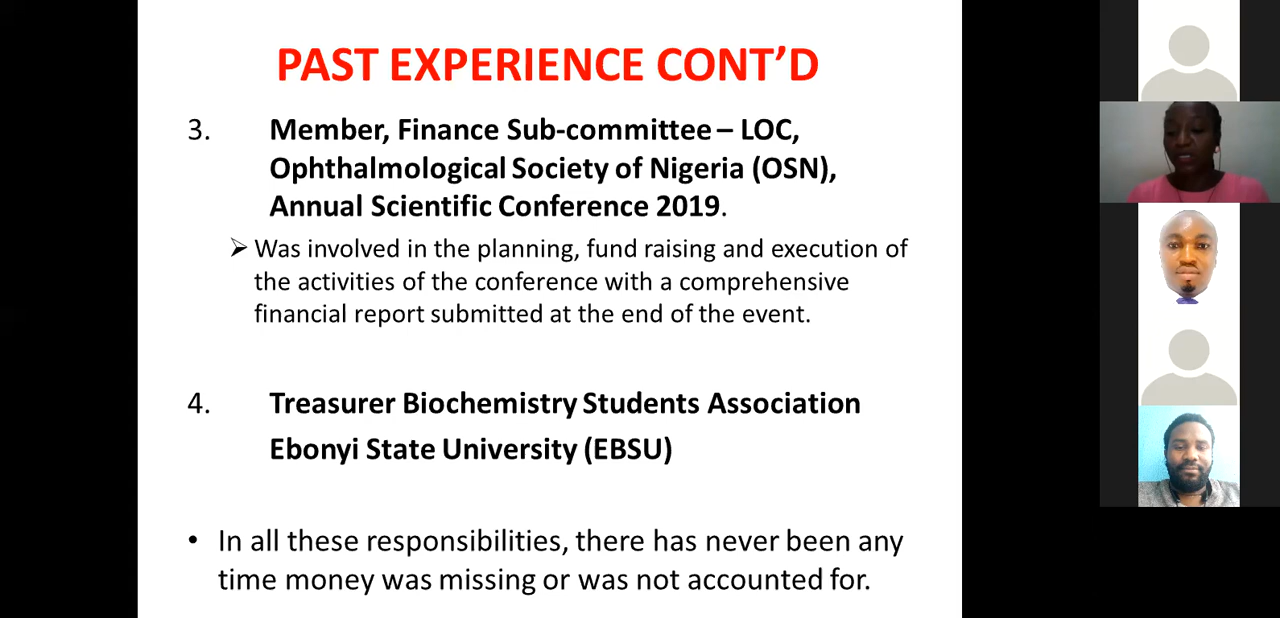 PAST EXPERIENCE CONT’D
3. Member, Finance Sub-committee – LOC,
Ophthalmological Society of Nigeria (OSN),
Annual Scientific Conference 2019.
➢ Was involved in the planning, fund raising and execution of
the activities of the conference with a comprehensive
financial report submitted at the end of the event.
4. Treasurer Biochemistry Students Association
Ebonyi State University (EBSU)
• In all these responsibilities, there has never been any
time money was missing or was not accounted for.